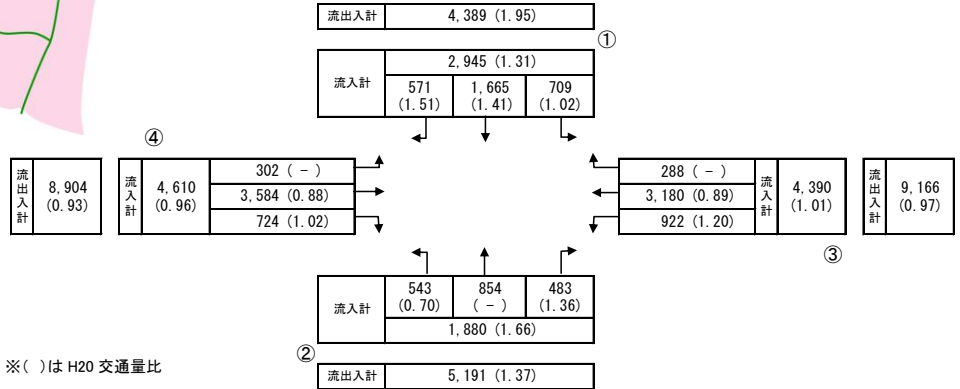 流出入計 4,389 (1.95)
①
流入計 2,945 (1.31)
571 1,665 709
(1.51) (1.41) (1.02)
④
流出入計 8,904 (0.93)
流入計 4,610 (0.96)
302 ( - )
3,584 (0.88)
724 (1.02)
288 ( - )
3,180 (0.89)
922 (1.20)
流入計 4,390 (1.01)
流出入計 9,166 (0.97)
③
流入計
543 854 483
(0.70) ( - ) (1.36)
1,880 (1.66)
②
※( )は H20 交通量比
流出入計 5,191 (1.37)